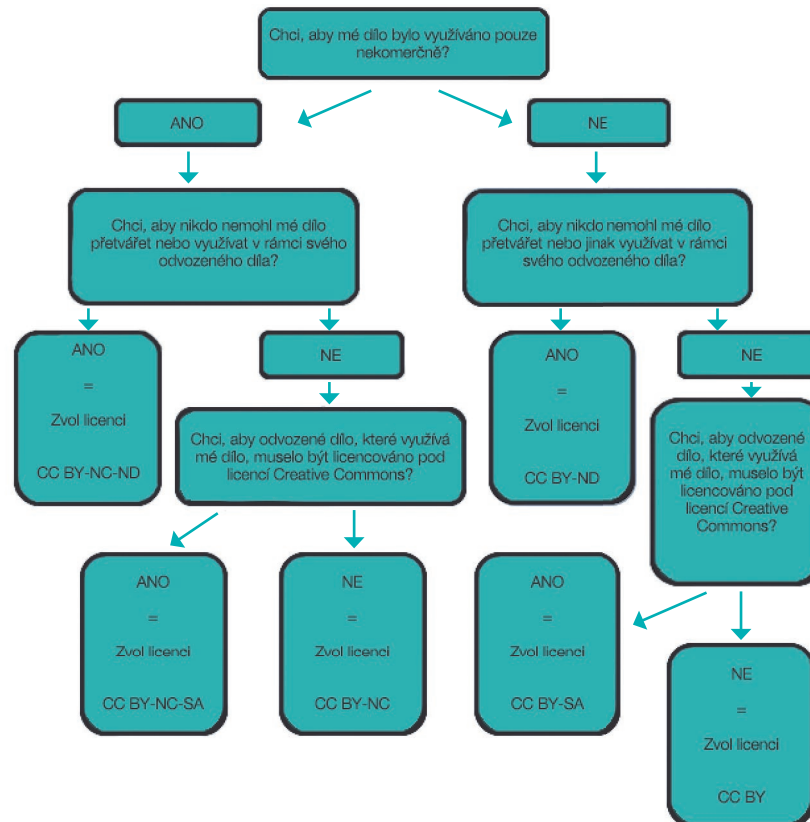 Chci, aby mé dílo bylo využíváno pouze
nekomerčně?
ANO
NE
Chci, aby nikdo nemohl mé dílo
přetvářet nebo využívat v rámci svého
odvozeného díla?
Chci, aby nikdo nemohl mé dílo
přetvářet nebo jinak využívat v rámci
svého odvozeného díla?
ANO
=
Zvol licenci
CC BY-NC-ND
NE
ANO
=
Zvol licenci
CC BY-ND
NE
Chci, aby odvozené dílo, které využívá
mé dílo, muselo být licencováno pod
licencí Creative Commons?
Chci, aby odvozené
dílo, které využívá
mé dílo, muselo být
licencováno pod
licencí Creative
Commons?
ANO
=
Zvol licenci
CC BY-NC-SA
NE
=
Zvol licenci
CC BY-NC
ANO
=
Zvol licenci
CC BY-SA
NE
=
Zvol licenci
CC BY